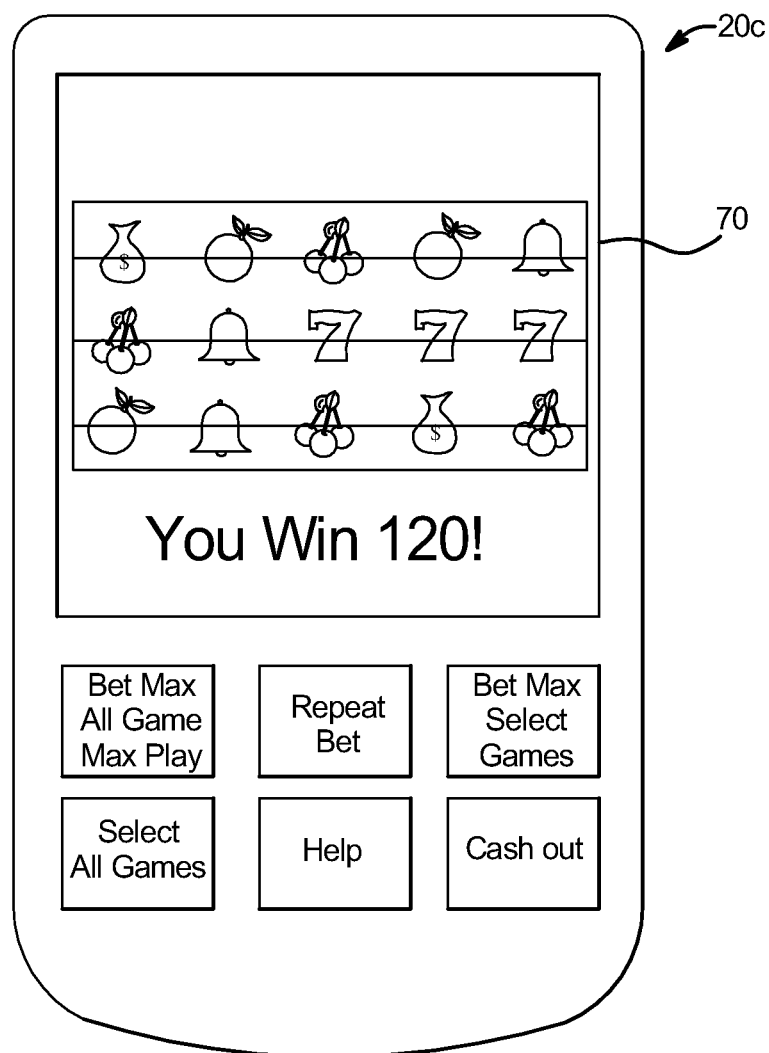 20c
70
$
7 7 7
$
You Win 120!
Bet Max
All Game
Max Play
Repeat
Bet
Bet Max
Select
Games
Select
All Games
Help
Cash out